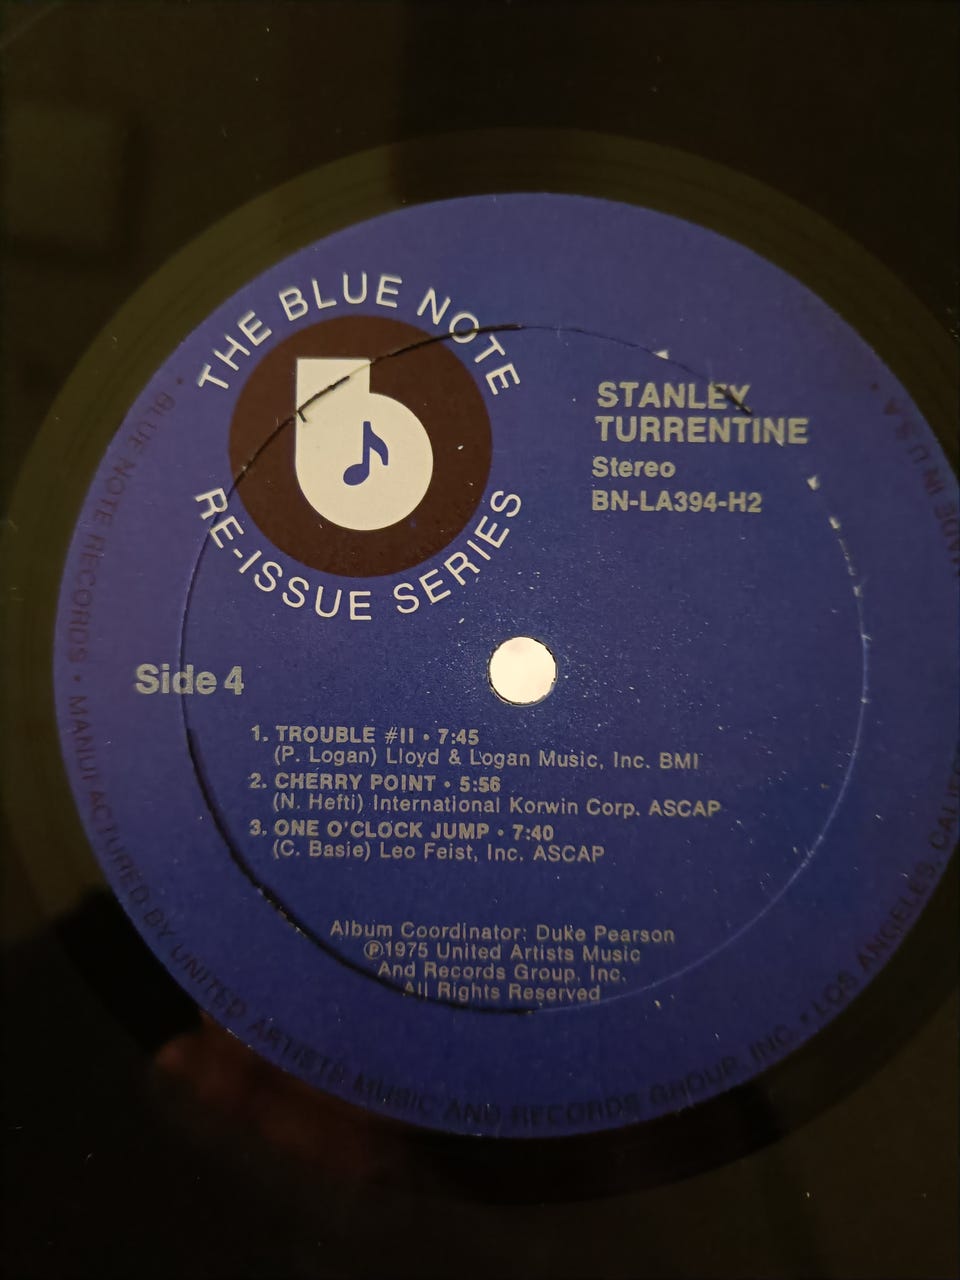 THE BLUE NOTE
RE-ISSUE SERIES
STANLEY
TURRENTINE
Stereo
BN-LA394-H2
Side 4
1. TROUBLE #II • 7:45
(P. Logan) Lloyd & Logan Music, Inc. BMI
2. CHERRY POINT • 5:56
(N. Hefti) International Korwin Corp. ASCAP
3. ONE O'CLOCK JUMP • 7:40
(C. Basie) Leo Feist, Inc. ASCAP
Album Coordinator: Duke Pearson
℗1975 United Artists Music
And Records Group, Inc.
All Rights Reserved
• BLUE NOTE RECORDS • MANUFACTURED BY UNITED ARTISTS MUSIC AND RECORDS GROUP, INC. • LOS ANGELES, IN U.S.A. •